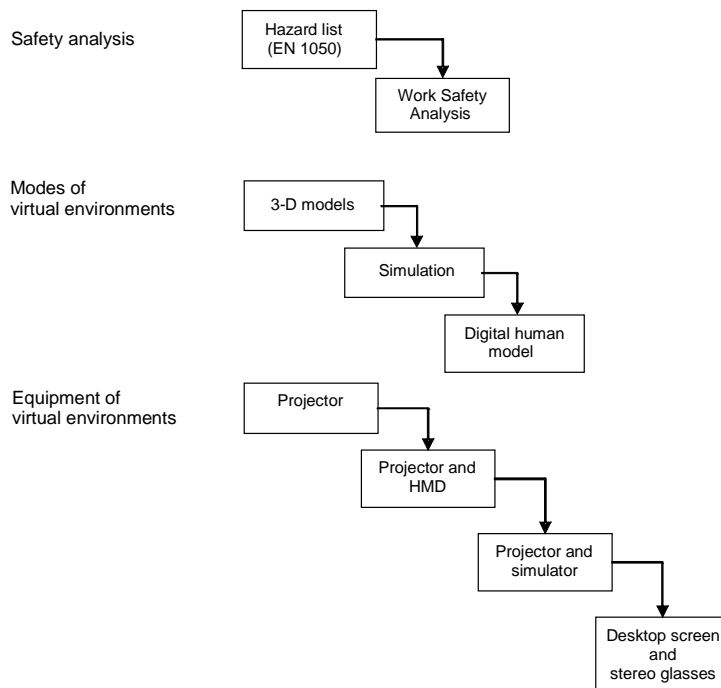 Safety analysis
Hazard list
(EN 1050)
Work Safety
Analysis
Modes of
virtual environments
3-D models
Simulation
Digital human
model
Equipment of
virtual environments
Projector
Projector and
HMD
Projector and
simulator
Desktop screen
and
stereo glasses